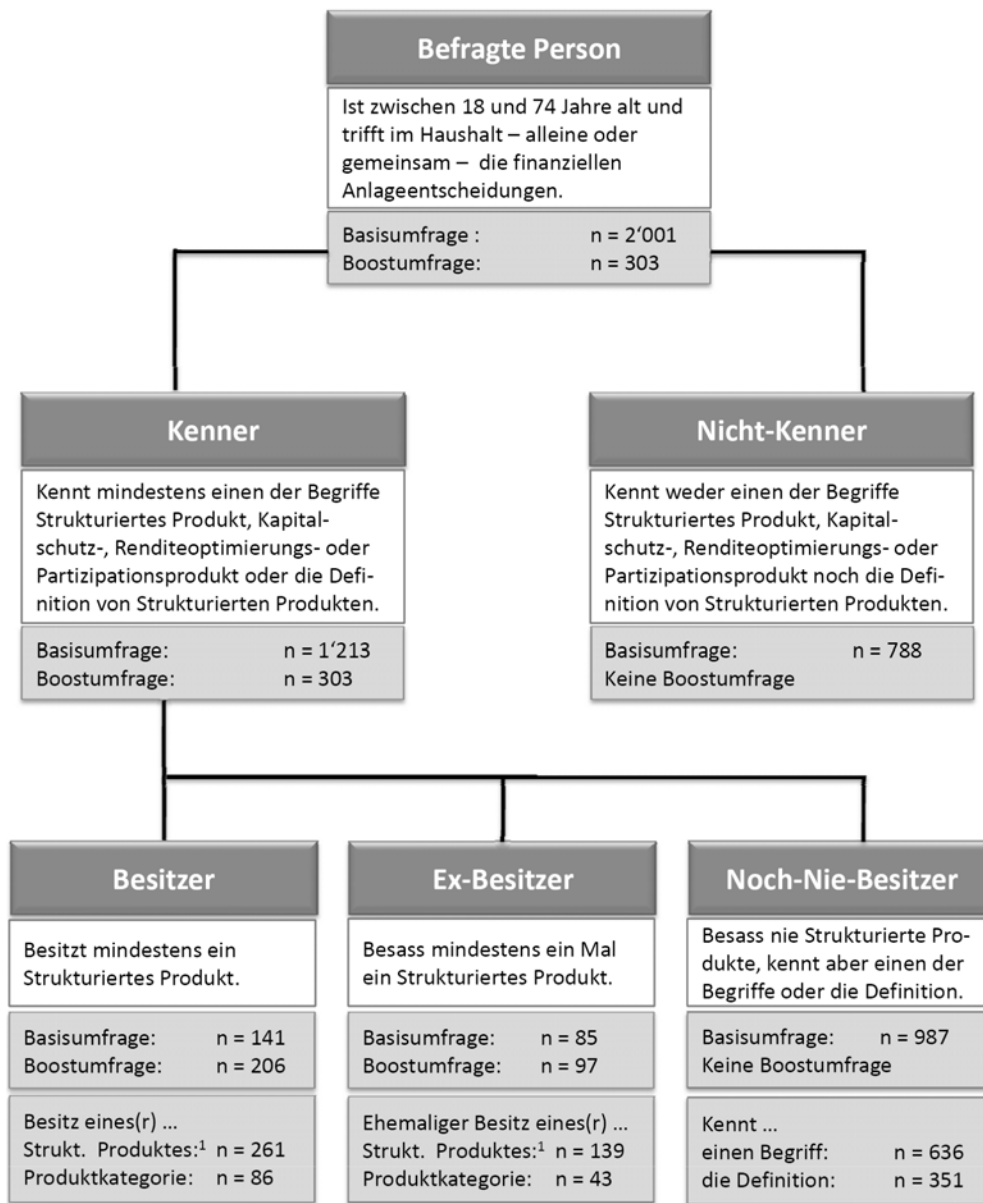 Befragte Person
Ist zwischen 18 und 74 Jahre alt und
trifft im Haushalt – alleine oder
gemeinsam – die finanziellen
Anlageentscheidungen.
Basisumfrage : n = 2‘001
Boostumfrage: n = 303
Kenner
Kennt mindestens einen der Begriffe
Strukturiertes Produkt, Kapital-
schutz-, Renditeoptimierungs- oder
Partizipationsprodukt oder die Defi-
nition von Strukturierten Produkten.
Basisumfrage: n = 1‘213
Boostumfrage: n = 303
Nicht-Kenner
Kennt weder einen der Begriffe
Strukturiertes Produkt, Kapital-
schutz-, Renditeoptimierungs- oder
Partizipationsprodukt noch die Defi-
nition von Strukturierten Produkten.
Basisumfrage: n = 788
Keine Boostumfrage
Besitzer
Besitzt mindestens ein
Strukturiertes Produkt.
Basisumfrage: n = 141
Boostumfrage: n = 206
Besitz eines(r) ...
Strukt. Produktes:¹ n = 261
Produktkategorie: n = 86
Ex-Besitzer
Besass mindestens ein Mal
ein Strukturiertes Produkt.
Basisumfrage: n = 85
Boostumfrage: n = 97
Ehemaliger Besitz eines(r) ...
Strukt. Produktes:¹ n = 139
Produktkategorie: n = 43
Noch-Nie-Besitzer
Besass nie Strukturierte Pro-
dukte, kennt aber einen der
Begriffe oder die Definition.
Basisumfrage: n = 987
Keine Boostumfrage
Kennt ...
einen Begriff: n = 636
die Definition: n = 351